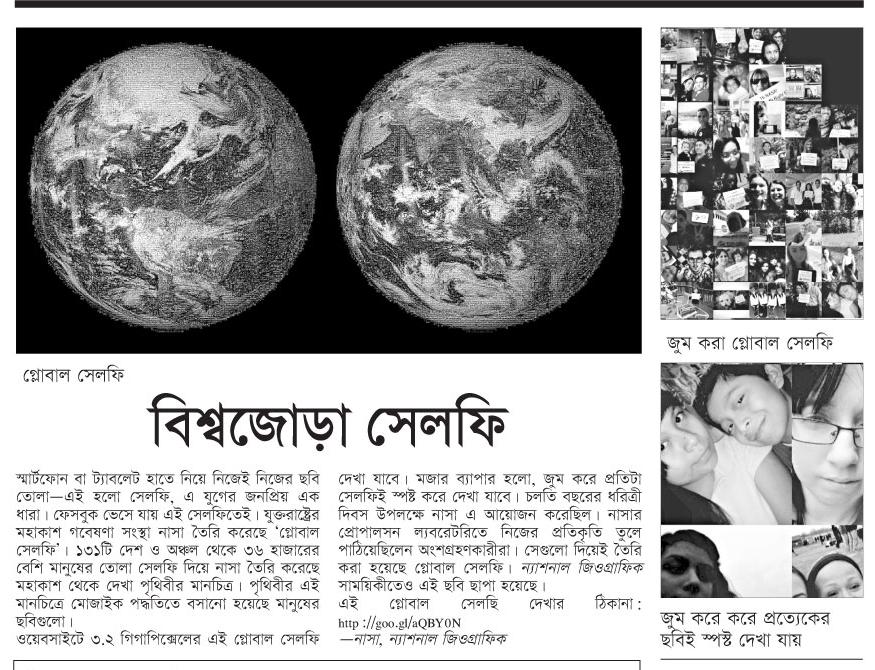 গ্লোবাল সেলফি
বিশ্বজোড়া সেলফি
স্মার্টফোন বা ট্যাবলেট হাতে নিয়ে নিজেই নিজের ছবি
তোলা—এই হলো সেলফি, এ যুগের জনপ্রিয় এক
ধারা। ফেসবুক ভেসে যায় এই সেলফিতেই। যুক্তরাষ্ট্রের
মহাকাশ গবেষণা সংস্থা নাসা তৈরি করেছে ‘গ্লোবাল
সেলফি’। ১৩১টি দেশ ও অঞ্চল থেকে ৩৬ হাজারের
বেশি মানুষের তোলা সেলফি দিয়ে নাসা তৈরি করেছে
মহাকাশ থেকে দেখা পৃথিবীর মানচিত্র। পৃথিবীর এই
মানচিত্রে মোজাইক পদ্ধতিতে বসানো হয়েছে মানুষের
ছবিগুলো।
ওয়েবসাইটে ৩.২ গিগাপিক্সেলের এই গ্লোবাল সেলফি
দেখা যাবে। মজার ব্যাপার হলো, জুম করে প্রতিটা
সেলফিই স্পষ্ট করে দেখা যাবে। চলতি বছরের ধরিত্রী
দিবস উপলক্ষে নাসা এ আয়োজন করেছিল। নাসার
প্রোপালসন ল্যবরেটরিতে নিজের প্রতিকৃতি তুলে
পাঠিয়েছিলেন অংশগ্রহণকারীরা। সেগুলো দিয়েই তৈরি
করা হয়েছে গ্লোবাল সেলফি। ন্যাশনাল জিওগ্রাফিক
সাময়িকীতেও এই ছবি ছাপা হয়েছে।
এই গ্লোবাল সেলছি দেখার ঠিকানা:
http ://goo.gl/aQBY0N
—নাসা, ন্যাশনাল জিওগ্রাফিক
জুম করা গ্লোবাল সেলফি
জুম করে করে প্রত্যেকের
ছবিই স্পষ্ট দেখা যায়